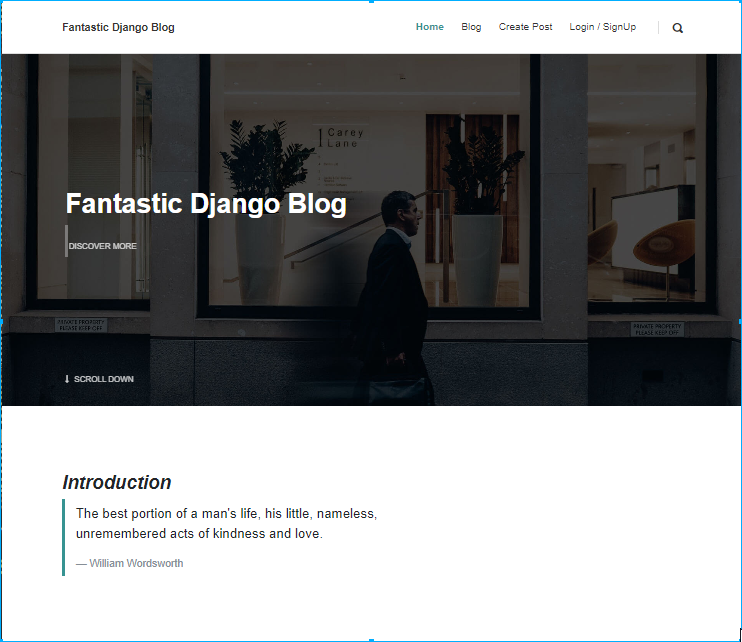 Fantastic Django Blog
Home Blog Create Post Login / SignUp
Carey
Lane
Fantastic Django Blog
DISCOVER MORE
PRIVATE PROPERTY
PLEASE KEEP OFF
PRIVATE PROPERTY
PLEASE KEEP OFF
SCROLL DOWN
Introduction
The best portion of a man's life, his little, nameless,
unremembered acts of kindness and love.
— William Wordsworth